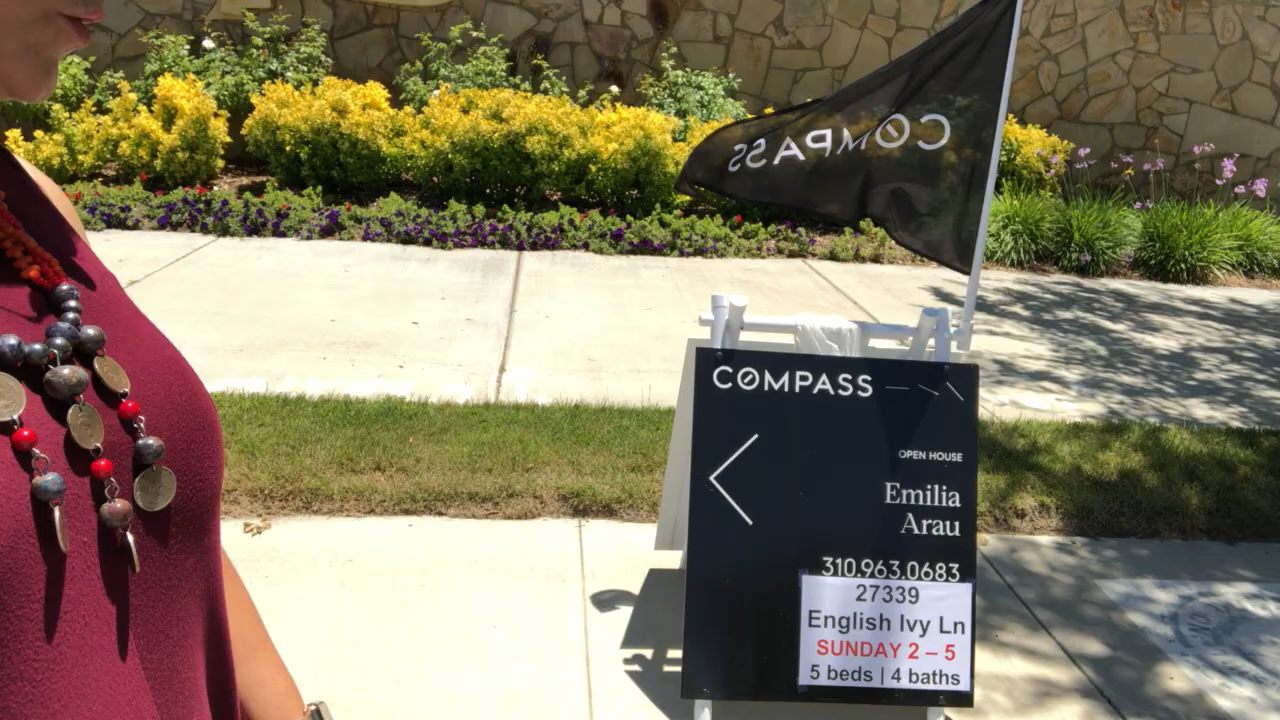 COMPASS
COMPASS
OPEN HOUSE
Emilia
Arau
310.963.0683
27339
English Ivy Ln
SUNDAY 2 – 5
5 beds | 4 baths